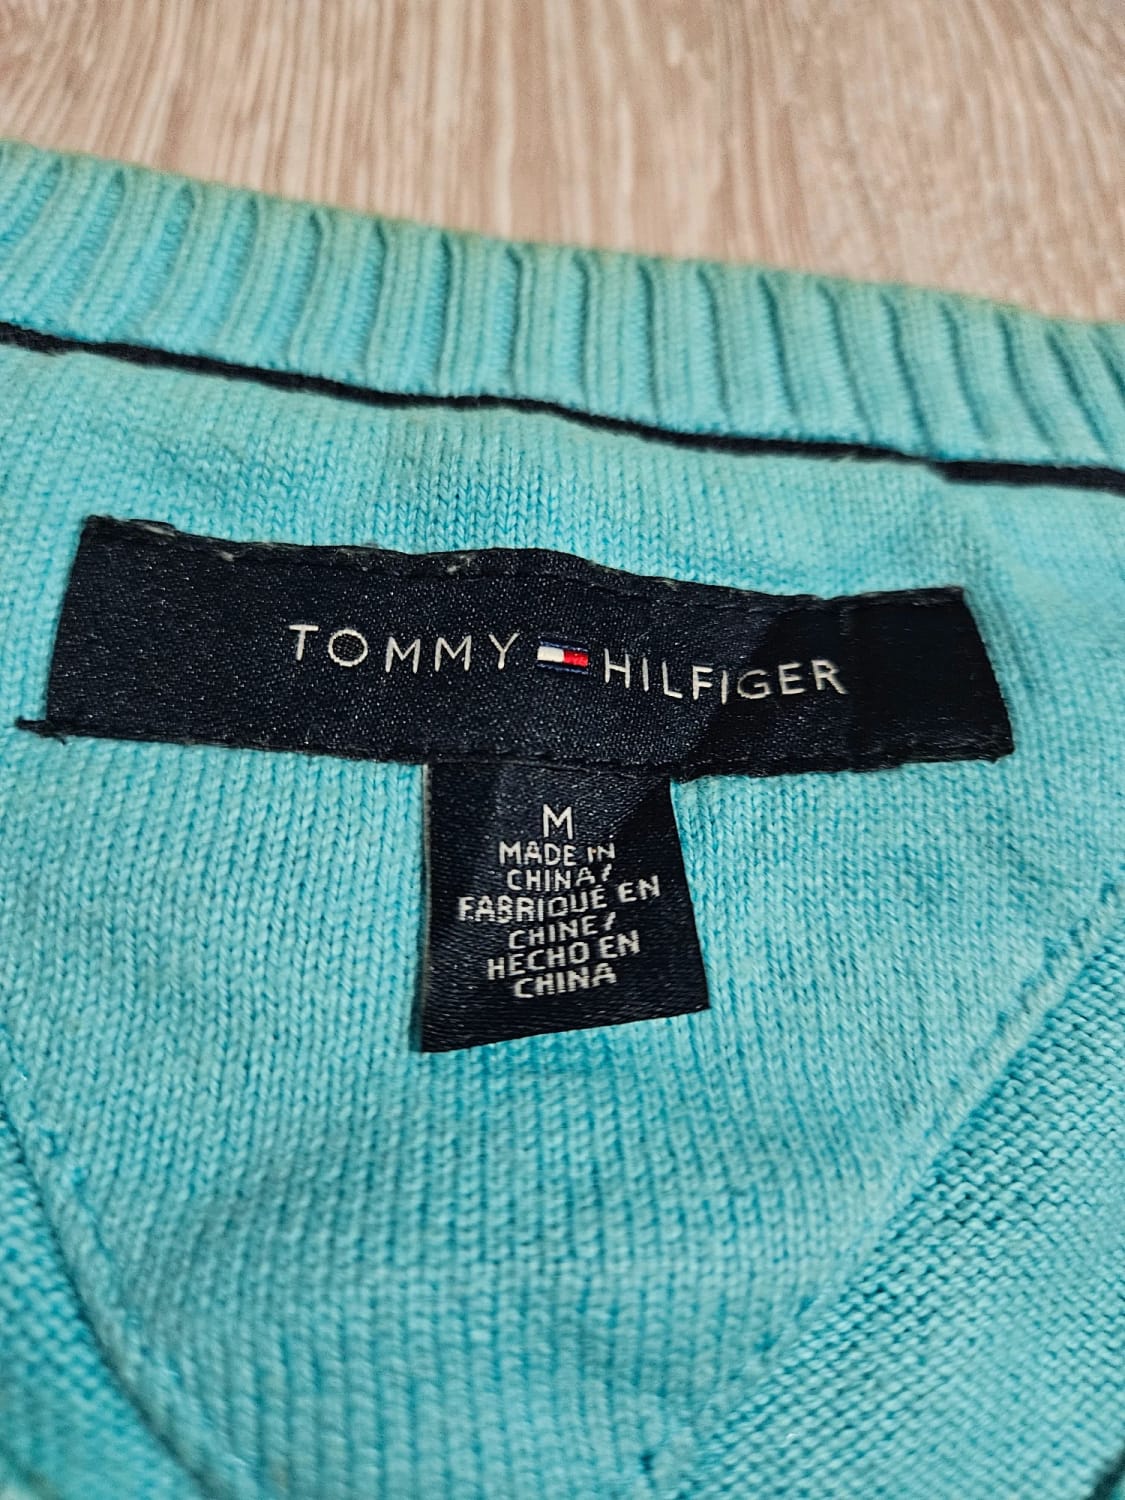 TOMMY HILFIGER
M
MADE IN
CHINA/
FABRIQUÉ EN
CHINE/
HECHO EN
CHINA